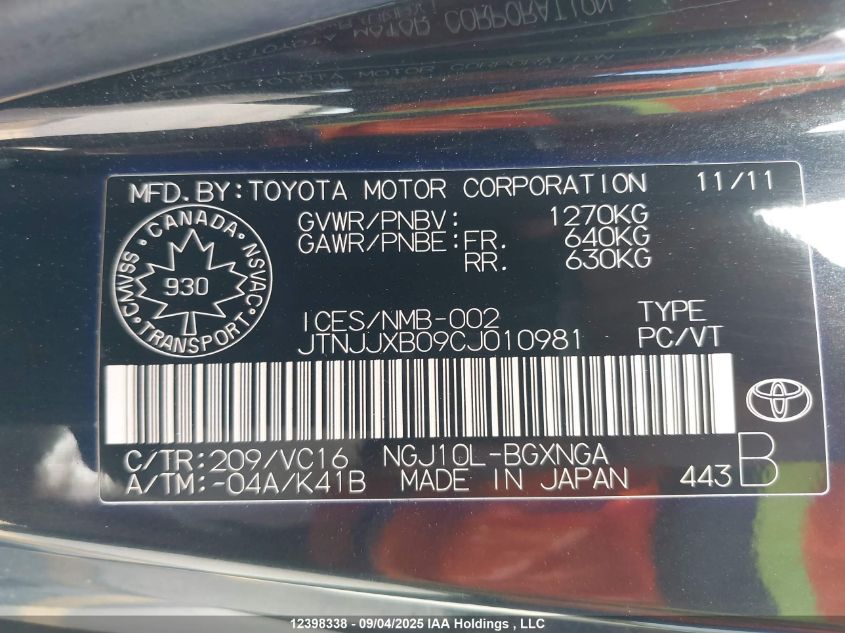 MFD.BY:TOYOTA MOTOR CORPORATION 11/11
GVWR/PNBV: 1270KG
GAWR/PNBE:FR. 640KG
RR. 630KG
CANADA
CMVSS NSVAC
930
TRANSPORT
ICES/NMB-002 TYPE
JTNJJXB09CJ010981 PC/VT
C/TR:209/VC16 NGJ10L-BGXNGA
A/TM:-04A/K41B MADE IN JAPAN 443 B
12398338 - 09/04/2025 IAA Holdings , LLC